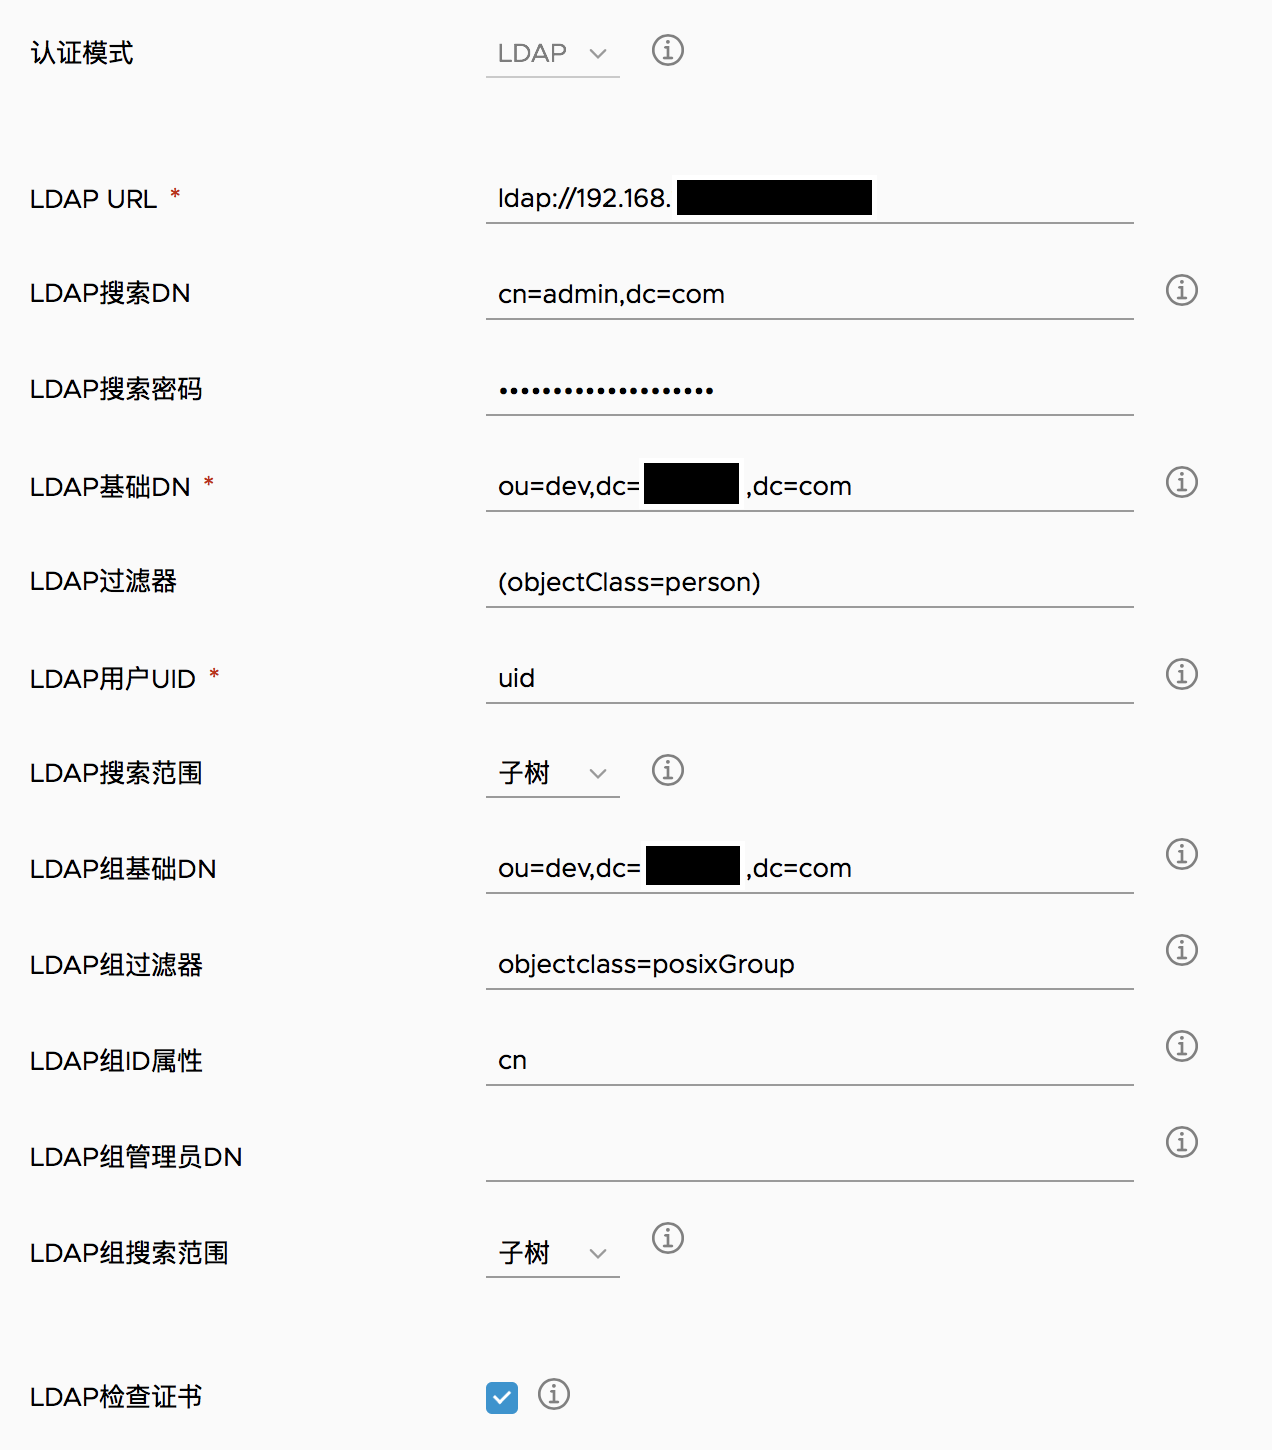 认证模式 LDAP
LDAP URL * ldap://192.168.
LDAP搜索DN cn=admin,dc=com
LDAP搜索密码 ••••••••••••••••••••
LDAP基础DN * ou=dev,dc= ,dc=com
LDAP过滤器 (objectClass=person)
LDAP用户UID * uid
LDAP搜索范围 子树
LDAP组基础DN ou=dev,dc= ,dc=com
LDAP组过滤器 objectclass=posixGroup
LDAP组ID属性 cn
LDAP组管理员DN
LDAP组搜索范围 子树
LDAP检查证书